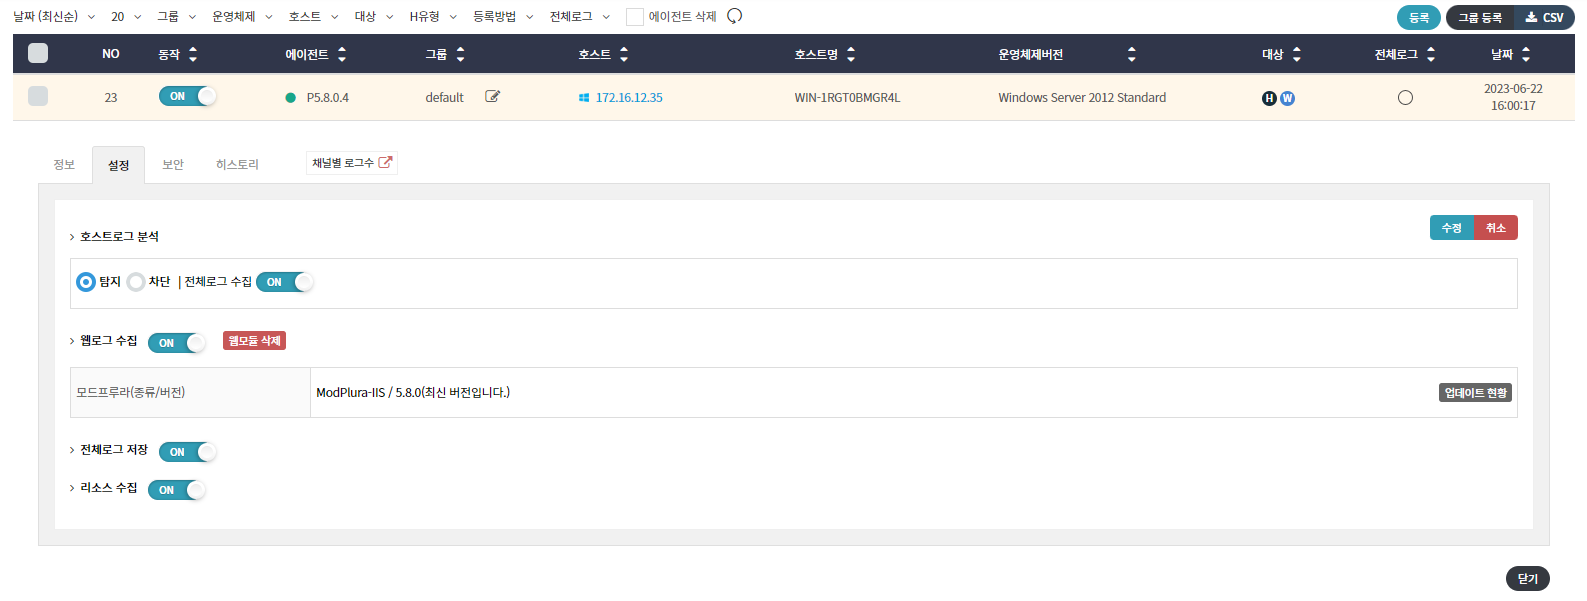 날짜 (최신순) 20 그룹 운영체제 호스트 대상 H유형 등록방법 전체로그 에이전트 삭제 등록 그룹 등록 CSV
NO 동작 에이전트 그룹 호스트 호스트명 운영체제버전 대상 전체로그 날짜
23 ON P5.8.0.4 default 172.16.12.35 WIN-1RGT0BMGR4L Windows Server 2012 Standard H W 2023-06-22
16:00:17
정보 설정 보안 히스토리 채널별 로그수
호스트로그 분석 수정 취소
탐지 차단 | 전체로그 수집 ON
웹로그 수집 ON 웹모듈 삭제
모드프루라(종류/버전) ModPlura-IIS / 5.8.0(최신 버전입니다.) 업데이트 현황
전체로그 저장 ON
리소스 수집 ON
닫기